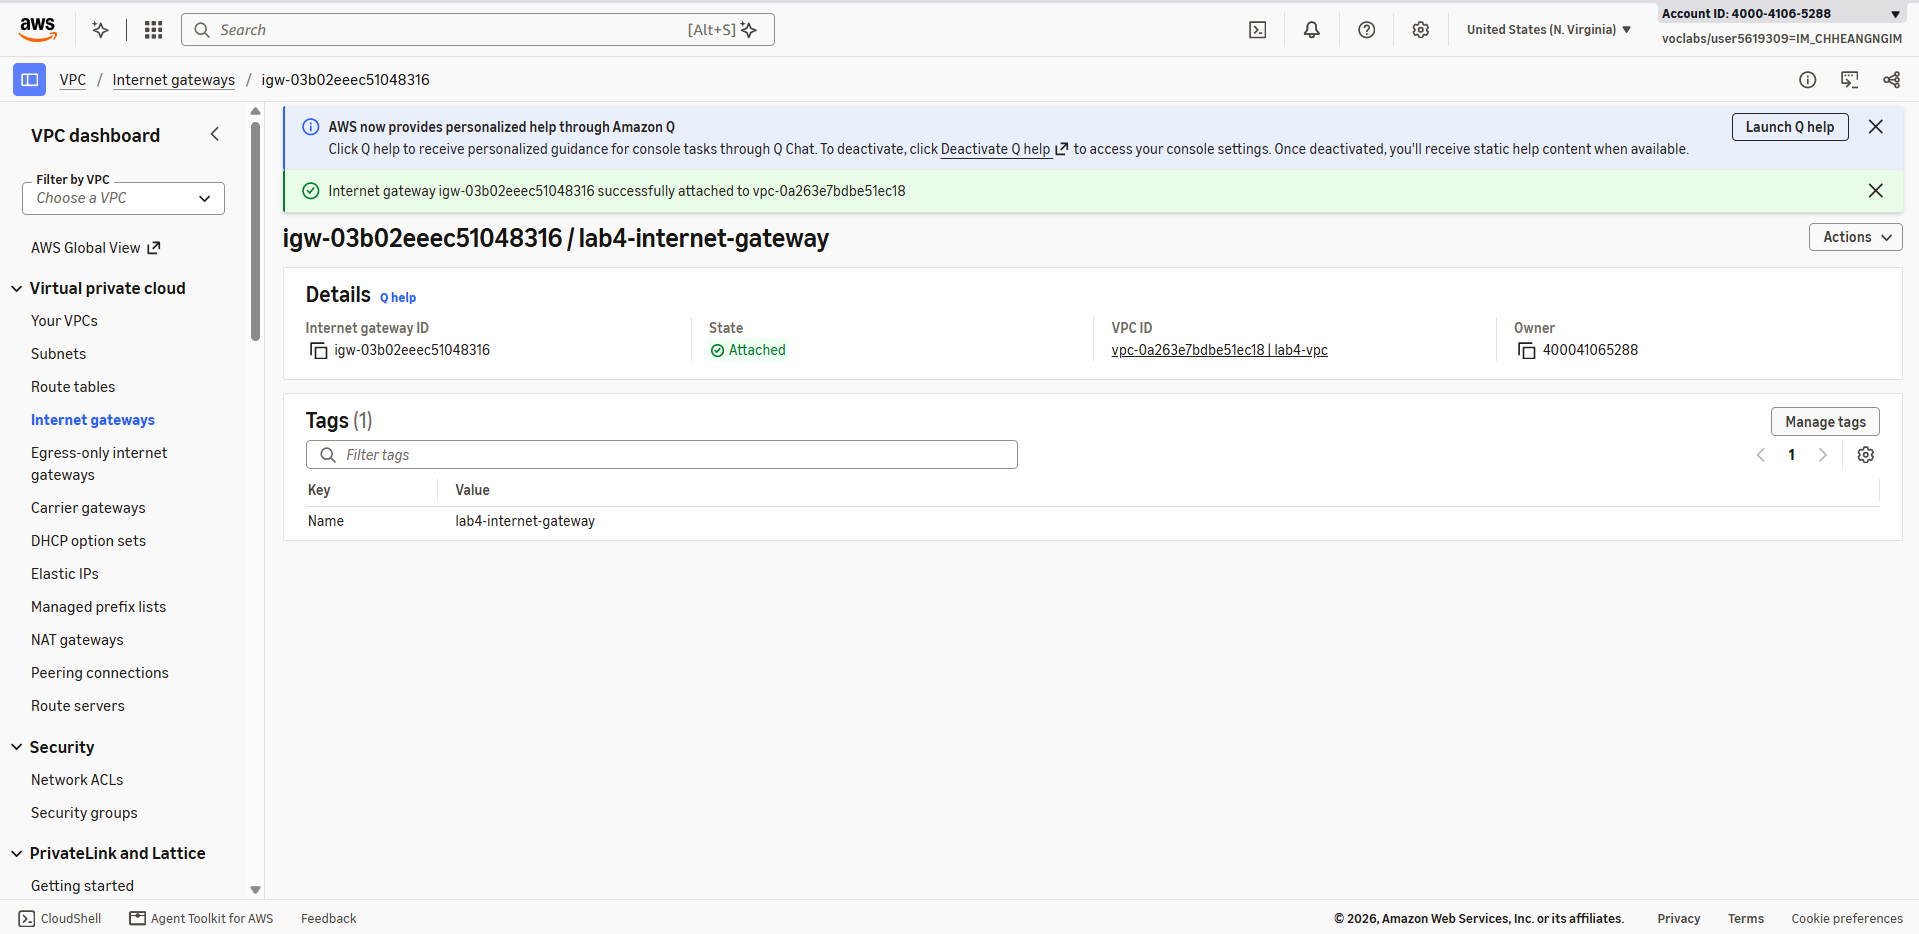 aws
Search [Alt+S]
United States (N. Virginia)
Account ID: 4000-4106-5288
voclabs/user5619309=IM_CHHEANGNGIM
VPC / Internet gateways / igw-03b02eeec51048316
VPC dashboard
Filter by VPC
Choose a VPC
AWS Global View
Virtual private cloud
Your VPCs
Subnets
Route tables
Internet gateways
Egress-only internet
gateways
Carrier gateways
DHCP option sets
Elastic IPs
Managed prefix lists
NAT gateways
Peering connections
Route servers
Security
Network ACLs
Security groups
PrivateLink and Lattice
Getting started
AWS now provides personalized help through Amazon Q
Click Q help to receive personalized guidance for console tasks through Q Chat. To deactivate, click Deactivate Q help to access your console settings. Once deactivated, you'll receive static help content when available.
Launch Q help
Internet gateway igw-03b02eeec51048316 successfully attached to vpc-0a263e7bdbe51ec18
igw-03b02eeec51048316 / lab4-internet-gateway
Actions
Details Q help
Internet gateway ID
igw-03b02eeec51048316
State
Attached
VPC ID
vpc-0a263e7bdbe51ec18 | lab4-vpc
Owner
400041065288
Tags (1)
Manage tags
Filter tags
1
Key Value
Name lab4-internet-gateway
CloudShell Agent Toolkit for AWS Feedback
© 2026, Amazon Web Services, Inc. or its affiliates. Privacy Terms Cookie preferences